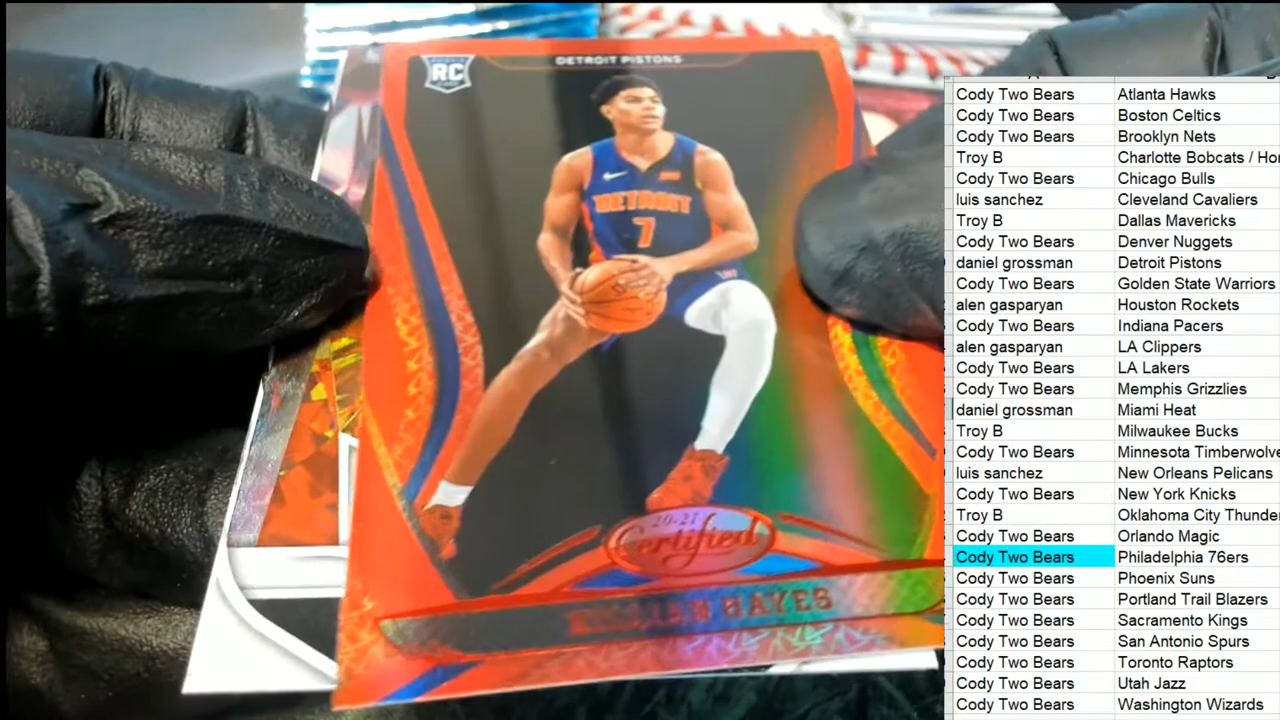 DETROIT PISTONS
RC
DETROIT
7
20-21
Certified
KILLIAN HAYES
Cody Two Bears Atlanta Hawks
Cody Two Bears Boston Celtics
Cody Two Bears Brooklyn Nets
Troy B Charlotte Bobcats / Ho
Cody Two Bears Chicago Bulls
luis sanchez Cleveland Cavaliers
Troy B Dallas Mavericks
Cody Two Bears Denver Nuggets
daniel grossman Detroit Pistons
Cody Two Bears Golden State Warriors
alen gasparyan Houston Rockets
Cody Two Bears Indiana Pacers
alen gasparyan LA Clippers
Cody Two Bears LA Lakers
Cody Two Bears Memphis Grizzlies
daniel grossman Miami Heat
Troy B Milwaukee Bucks
Cody Two Bears Minnesota Timberwolve
luis sanchez New Orleans Pelicans
Cody Two Bears New York Knicks
Troy B Oklahoma City Thunde
Cody Two Bears Orlando Magic
Cody Two Bears Philadelphia 76ers
Cody Two Bears Phoenix Suns
Cody Two Bears Portland Trail Blazers
Cody Two Bears Sacramento Kings
Cody Two Bears San Antonio Spurs
Cody Two Bears Toronto Raptors
Cody Two Bears Utah Jazz
Cody Two Bears Washington Wizards